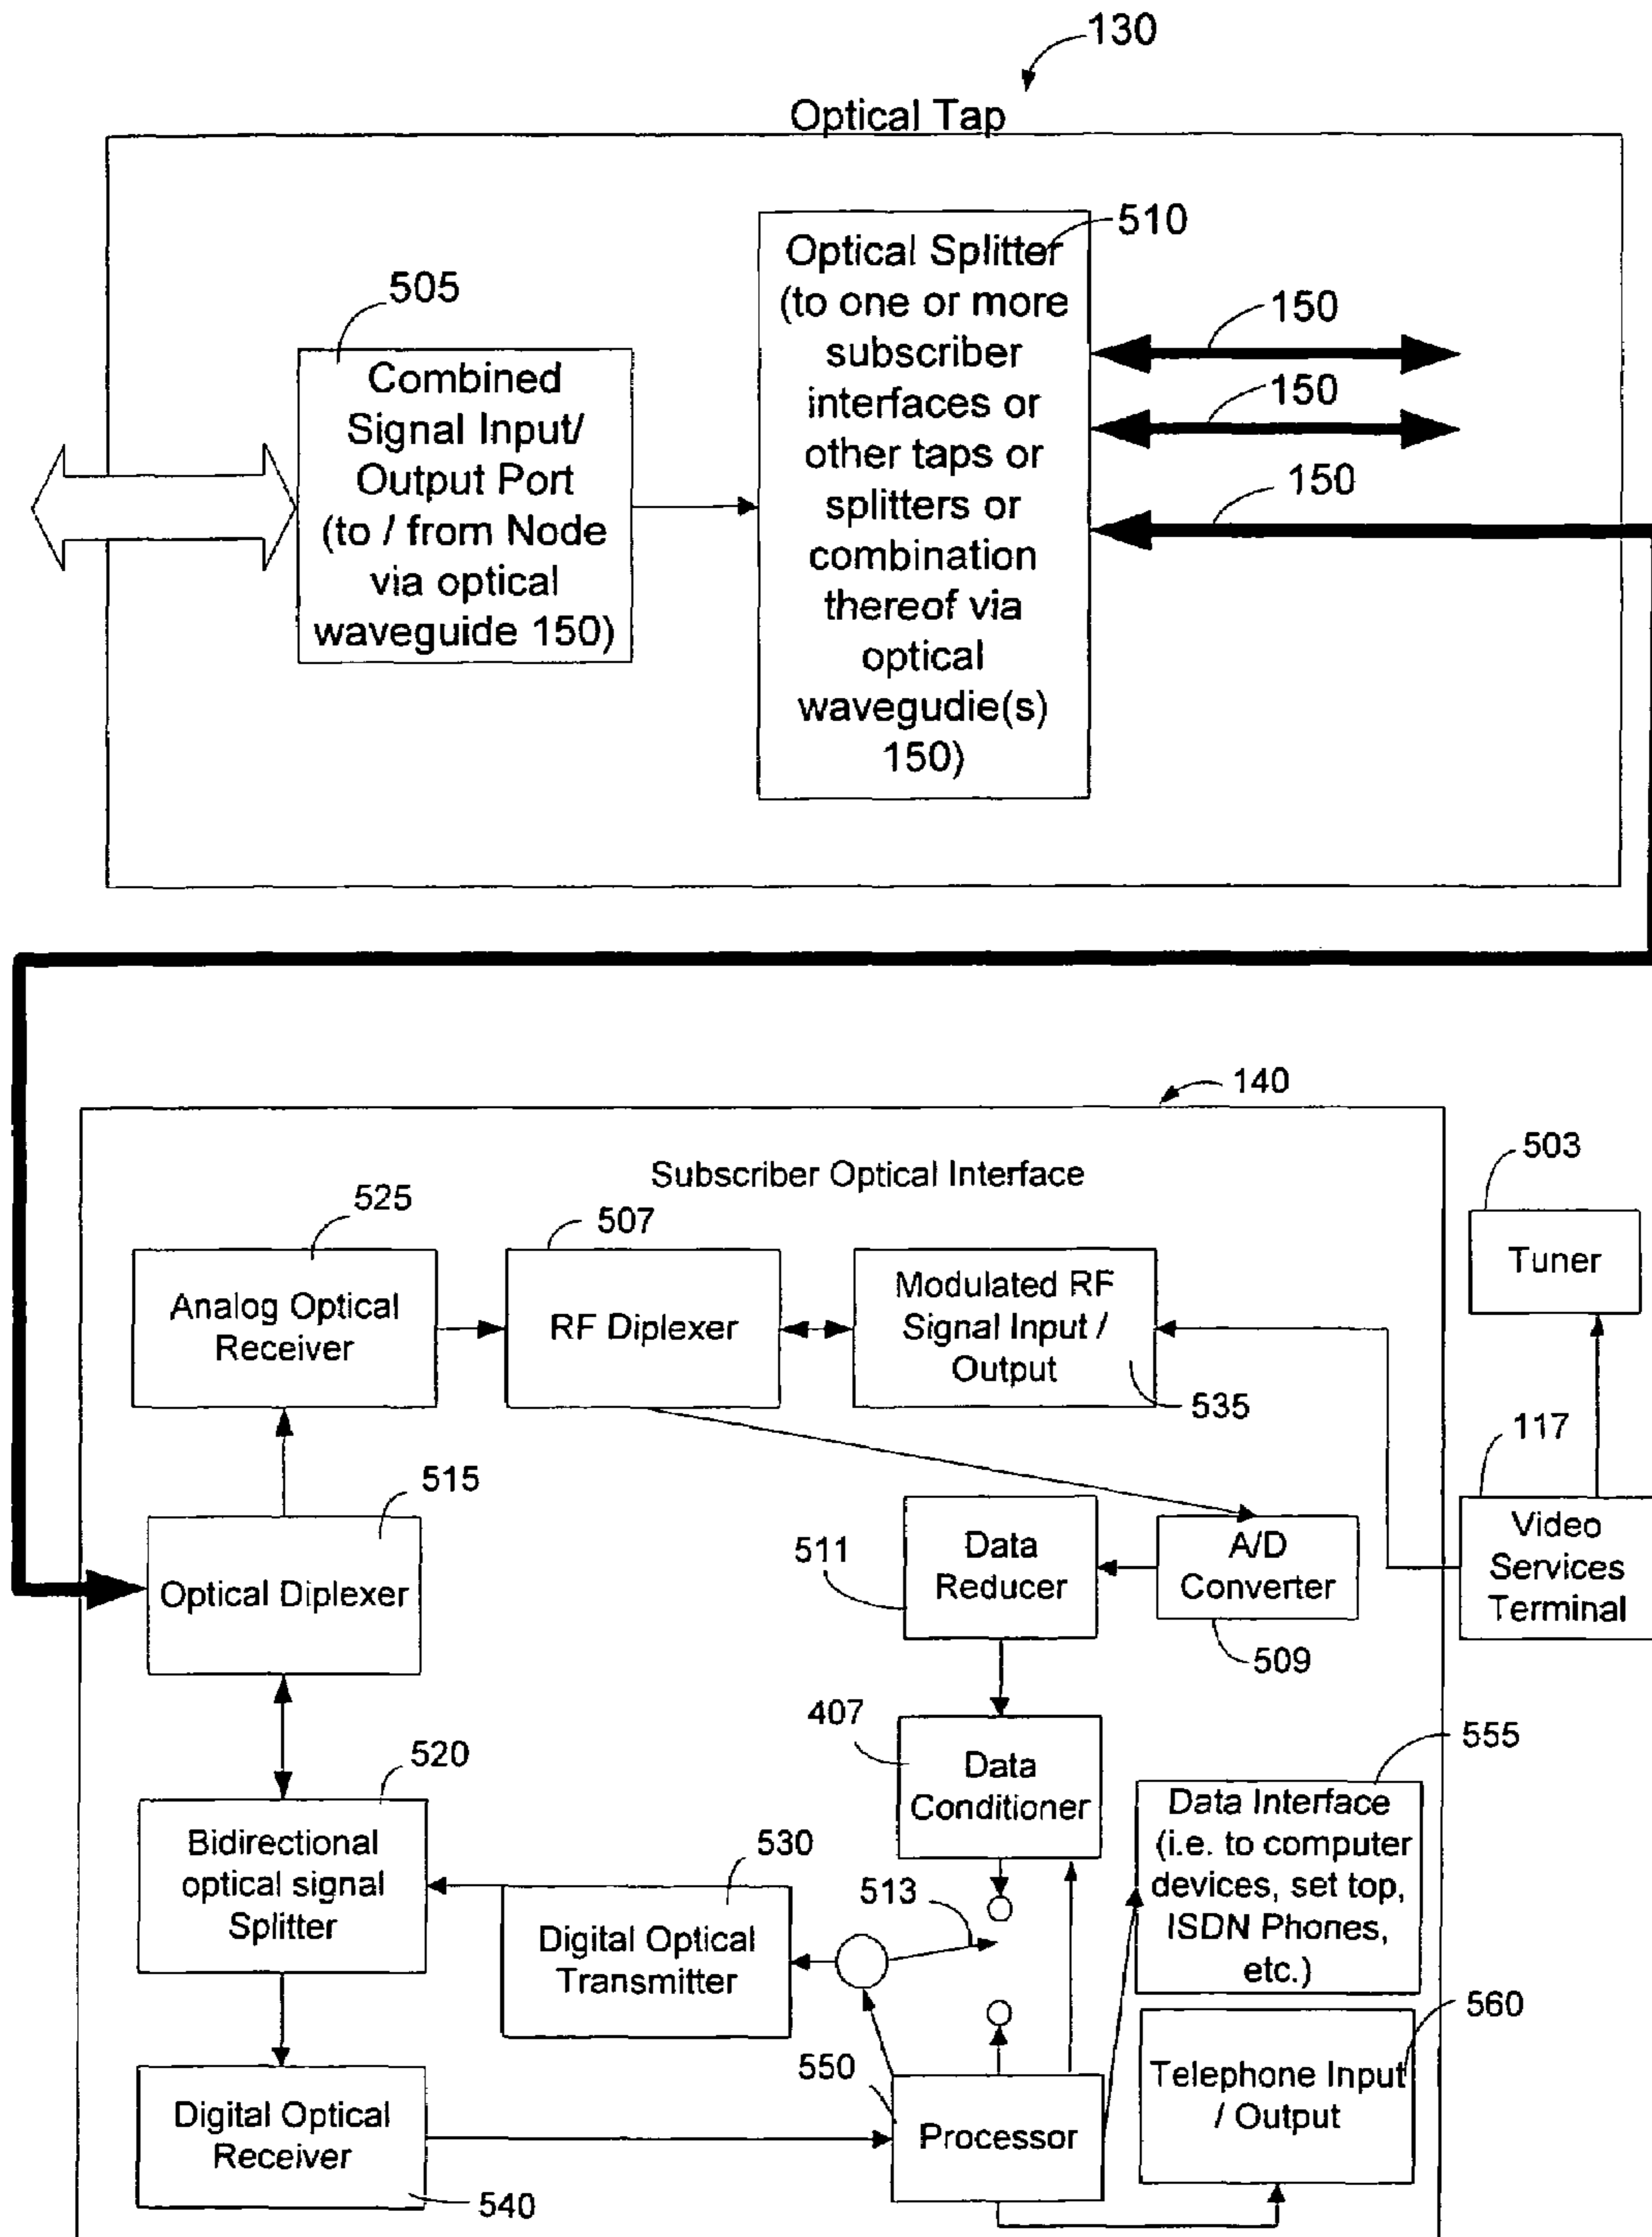 130
Optical Tap
505
Combined
Signal Input/
Output Port
(to / from Node
via optical
waveguide 150)
510
Optical Splitter
(to one or more
subscriber
interfaces or
other taps or
splitters or
combination
thereof via
optical
wavegudie(s)
150)
150
150
150
140
Subscriber Optical Interface
503
Tuner
525
Analog Optical
Receiver
507
RF Diplexer
Modulated RF
Signal Input /
Output
535
117
Video
Services
Terminal
515
Optical Diplexer
511
Data
Reducer
A/D
Converter
509
407
Data
Conditioner
555
Data Interface
(i.e. to computer
devices, set top,
ISDN Phones,
etc.)
520
Bidirectional
optical signal
Splitter
530
Digital Optical
Transmitter
513
560
Telephone Input
/ Output
550
Processor
Digital Optical
Receiver
540